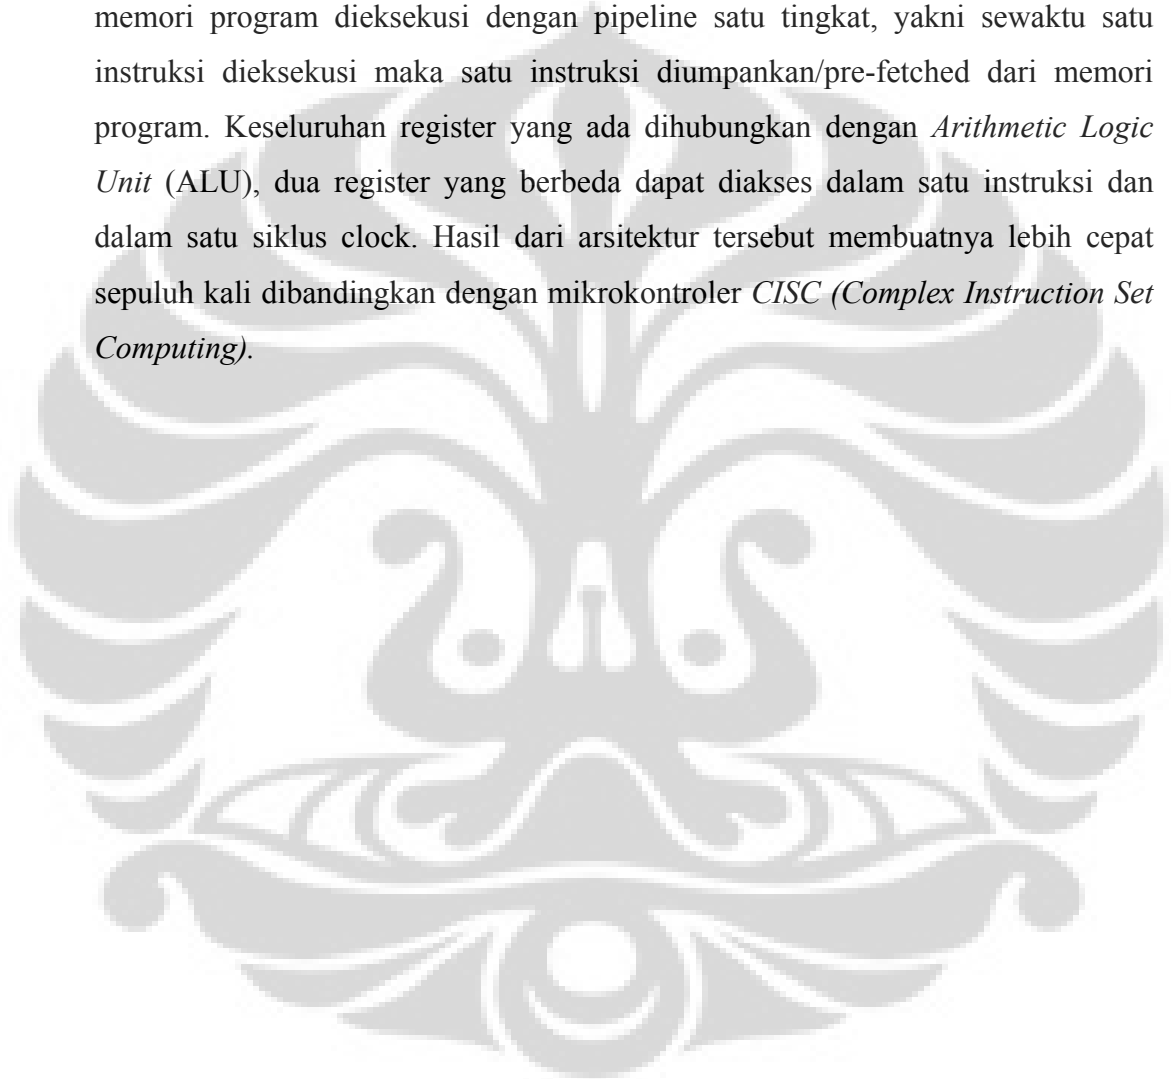 memori program dieksekusi dengan pipeline satu tingkat, yakni sewaktu satu
instruksi dieksekusi maka satu instruksi diumpankan/pre-fetched dari memori
program. Keseluruhan register yang ada dihubungkan dengan Arithmetic Logic
Unit (ALU), dua register yang berbeda dapat diakses dalam satu instruksi dan
dalam satu siklus clock. Hasil dari arsitektur tersebut membuatnya lebih cepat
sepuluh kali dibandingkan dengan mikrokontroler CISC (Complex Instruction Set
Computing).